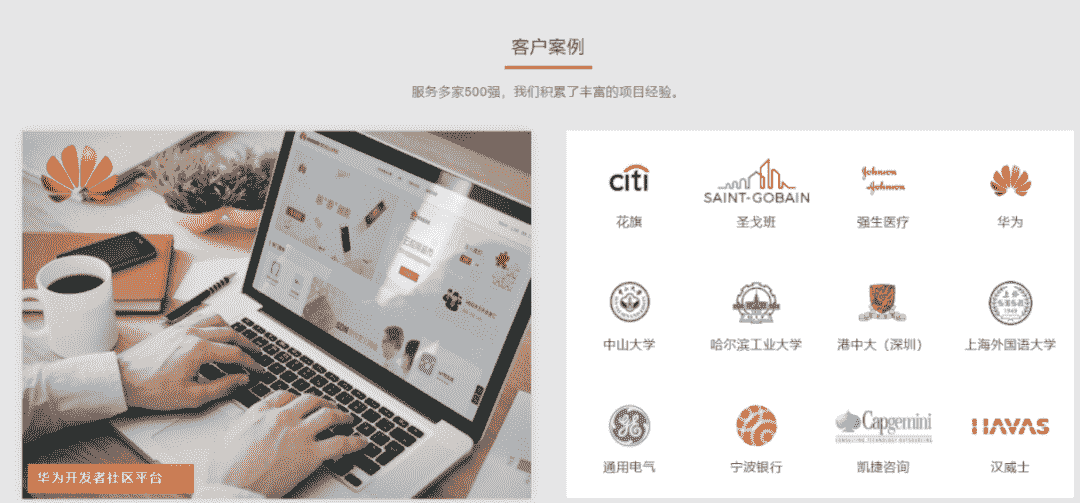 客户案例
服务多家500强，我们积累了丰富的项目经验。
华为开发者社区平台
citi
花旗
SAINT-GOBAIN
圣戈班
Johnson
Johnson
强生医疗
华为
中山大学
哈尔滨工业大学
港中大（深圳）
1949
上海外国语大学
通用电气
宁波银行
Capgemini
CONSULTING.TECHNOLOGY.OUTSOURCING
凯捷咨询
HAVAS
汉威士